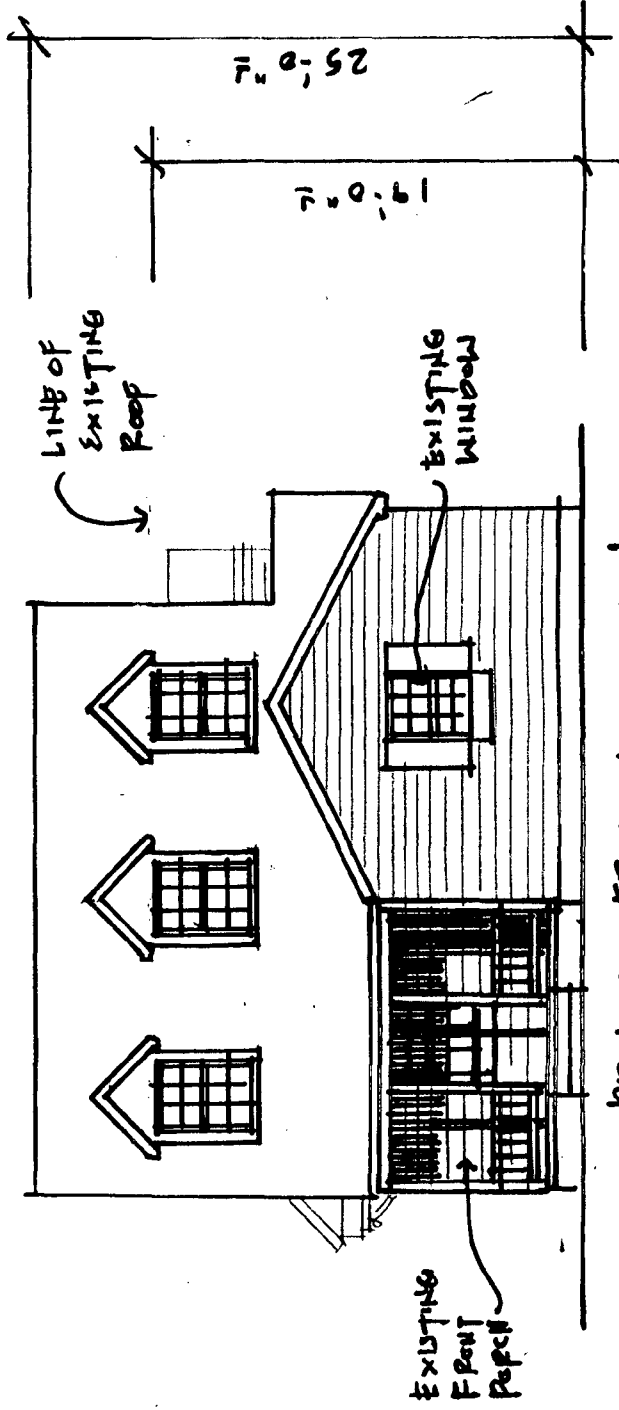 LINE OF
EXISTING
ROOF
25'-0"±
19'-0"±
EXISTING
WINDOW
EXISTING
FRONT
PORCH